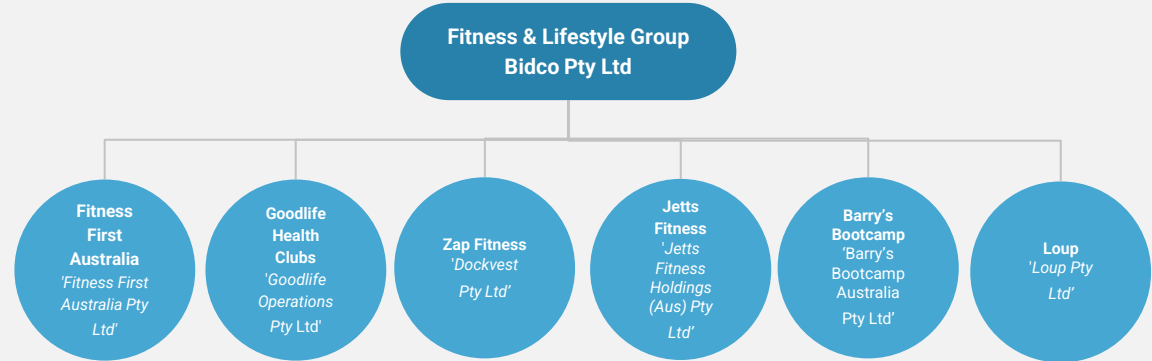 Fitness & Lifestyle Group
Bidco Pty Ltd
Fitness
First
Australia
'Fitness First
Australia Pty
Ltd'
Goodlife
Health
Clubs
'Goodlife
Operations
Pty Ltd'
Zap Fitness
'Dockvest
Pty Ltd’
Jetts
Fitness
'Jetts
Fitness
Holdings
(Aus) Pty
Ltd’
Barry’s
Bootcamp
‘Barry’s
Bootcamp
Australia
Pty Ltd’
Loup
'Loup Pty
Ltd’